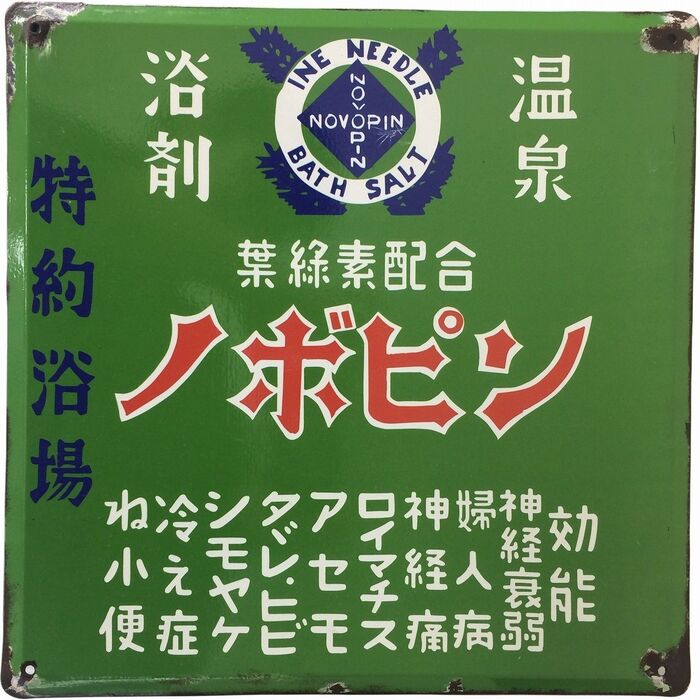 温泉
浴剤
INE NEEDLE
NOVOPIN
NOVOPIN
BATH SALT
特約浴場
葉緑素配合
ノボピン
効能
神経衰弱
婦人病
神経痛
ロイマチス
アセモ
タヾレ・ヒビ
シモヤケ
冷え症
ね小便